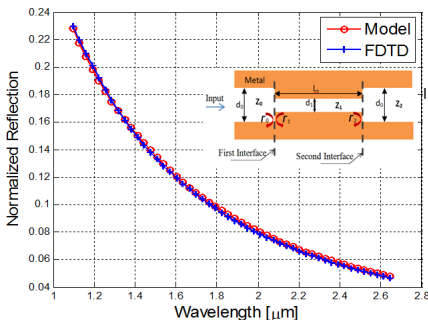 0.24
0.22
0.2
0.18
0.16
0.14
0.12
0.1
0.08
0.06
0.04
Normalized Reflection
Model
FDTD
Metal
L₁
Input
d₀ Z₀ d₁ Z₁ d₀ Z₂
First Interface
Second Interface
1 1.2 1.4 1.6 1.8 2 2.2 2.4 2.6 2.8
Wavelength [μm]